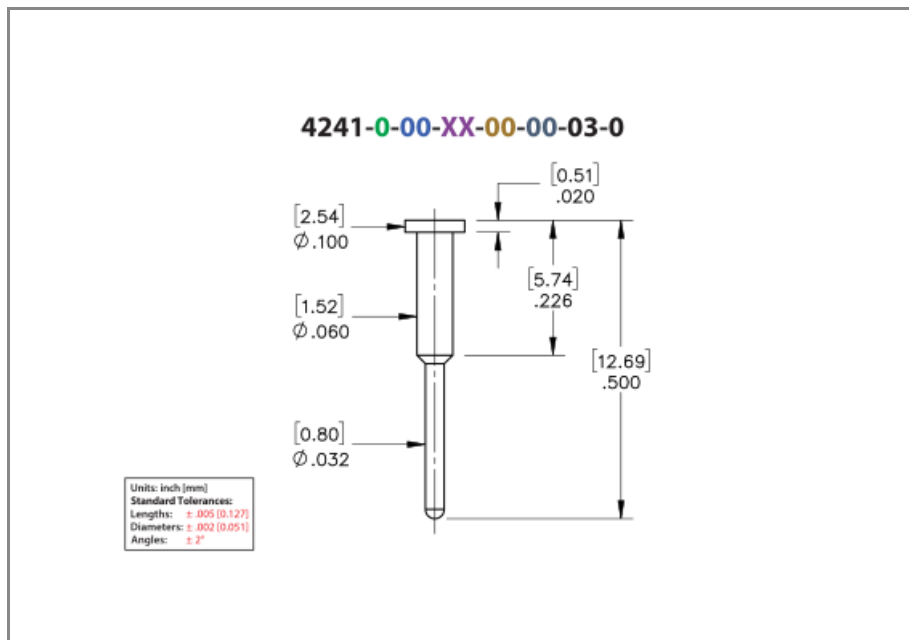 4241-0-00-XX-00-00-03-0
[0.51]
.020
[2.54]
Ø.100
[5.74]
.226
[1.52]
Ø.060
[12.69]
.500
[0.80]
Ø.032
Units: inch [mm]
Standard Tolerances:
Lengths: ± .005 [0.127]
Diameters: ± .002 [0.051]
Angles: ± 2°